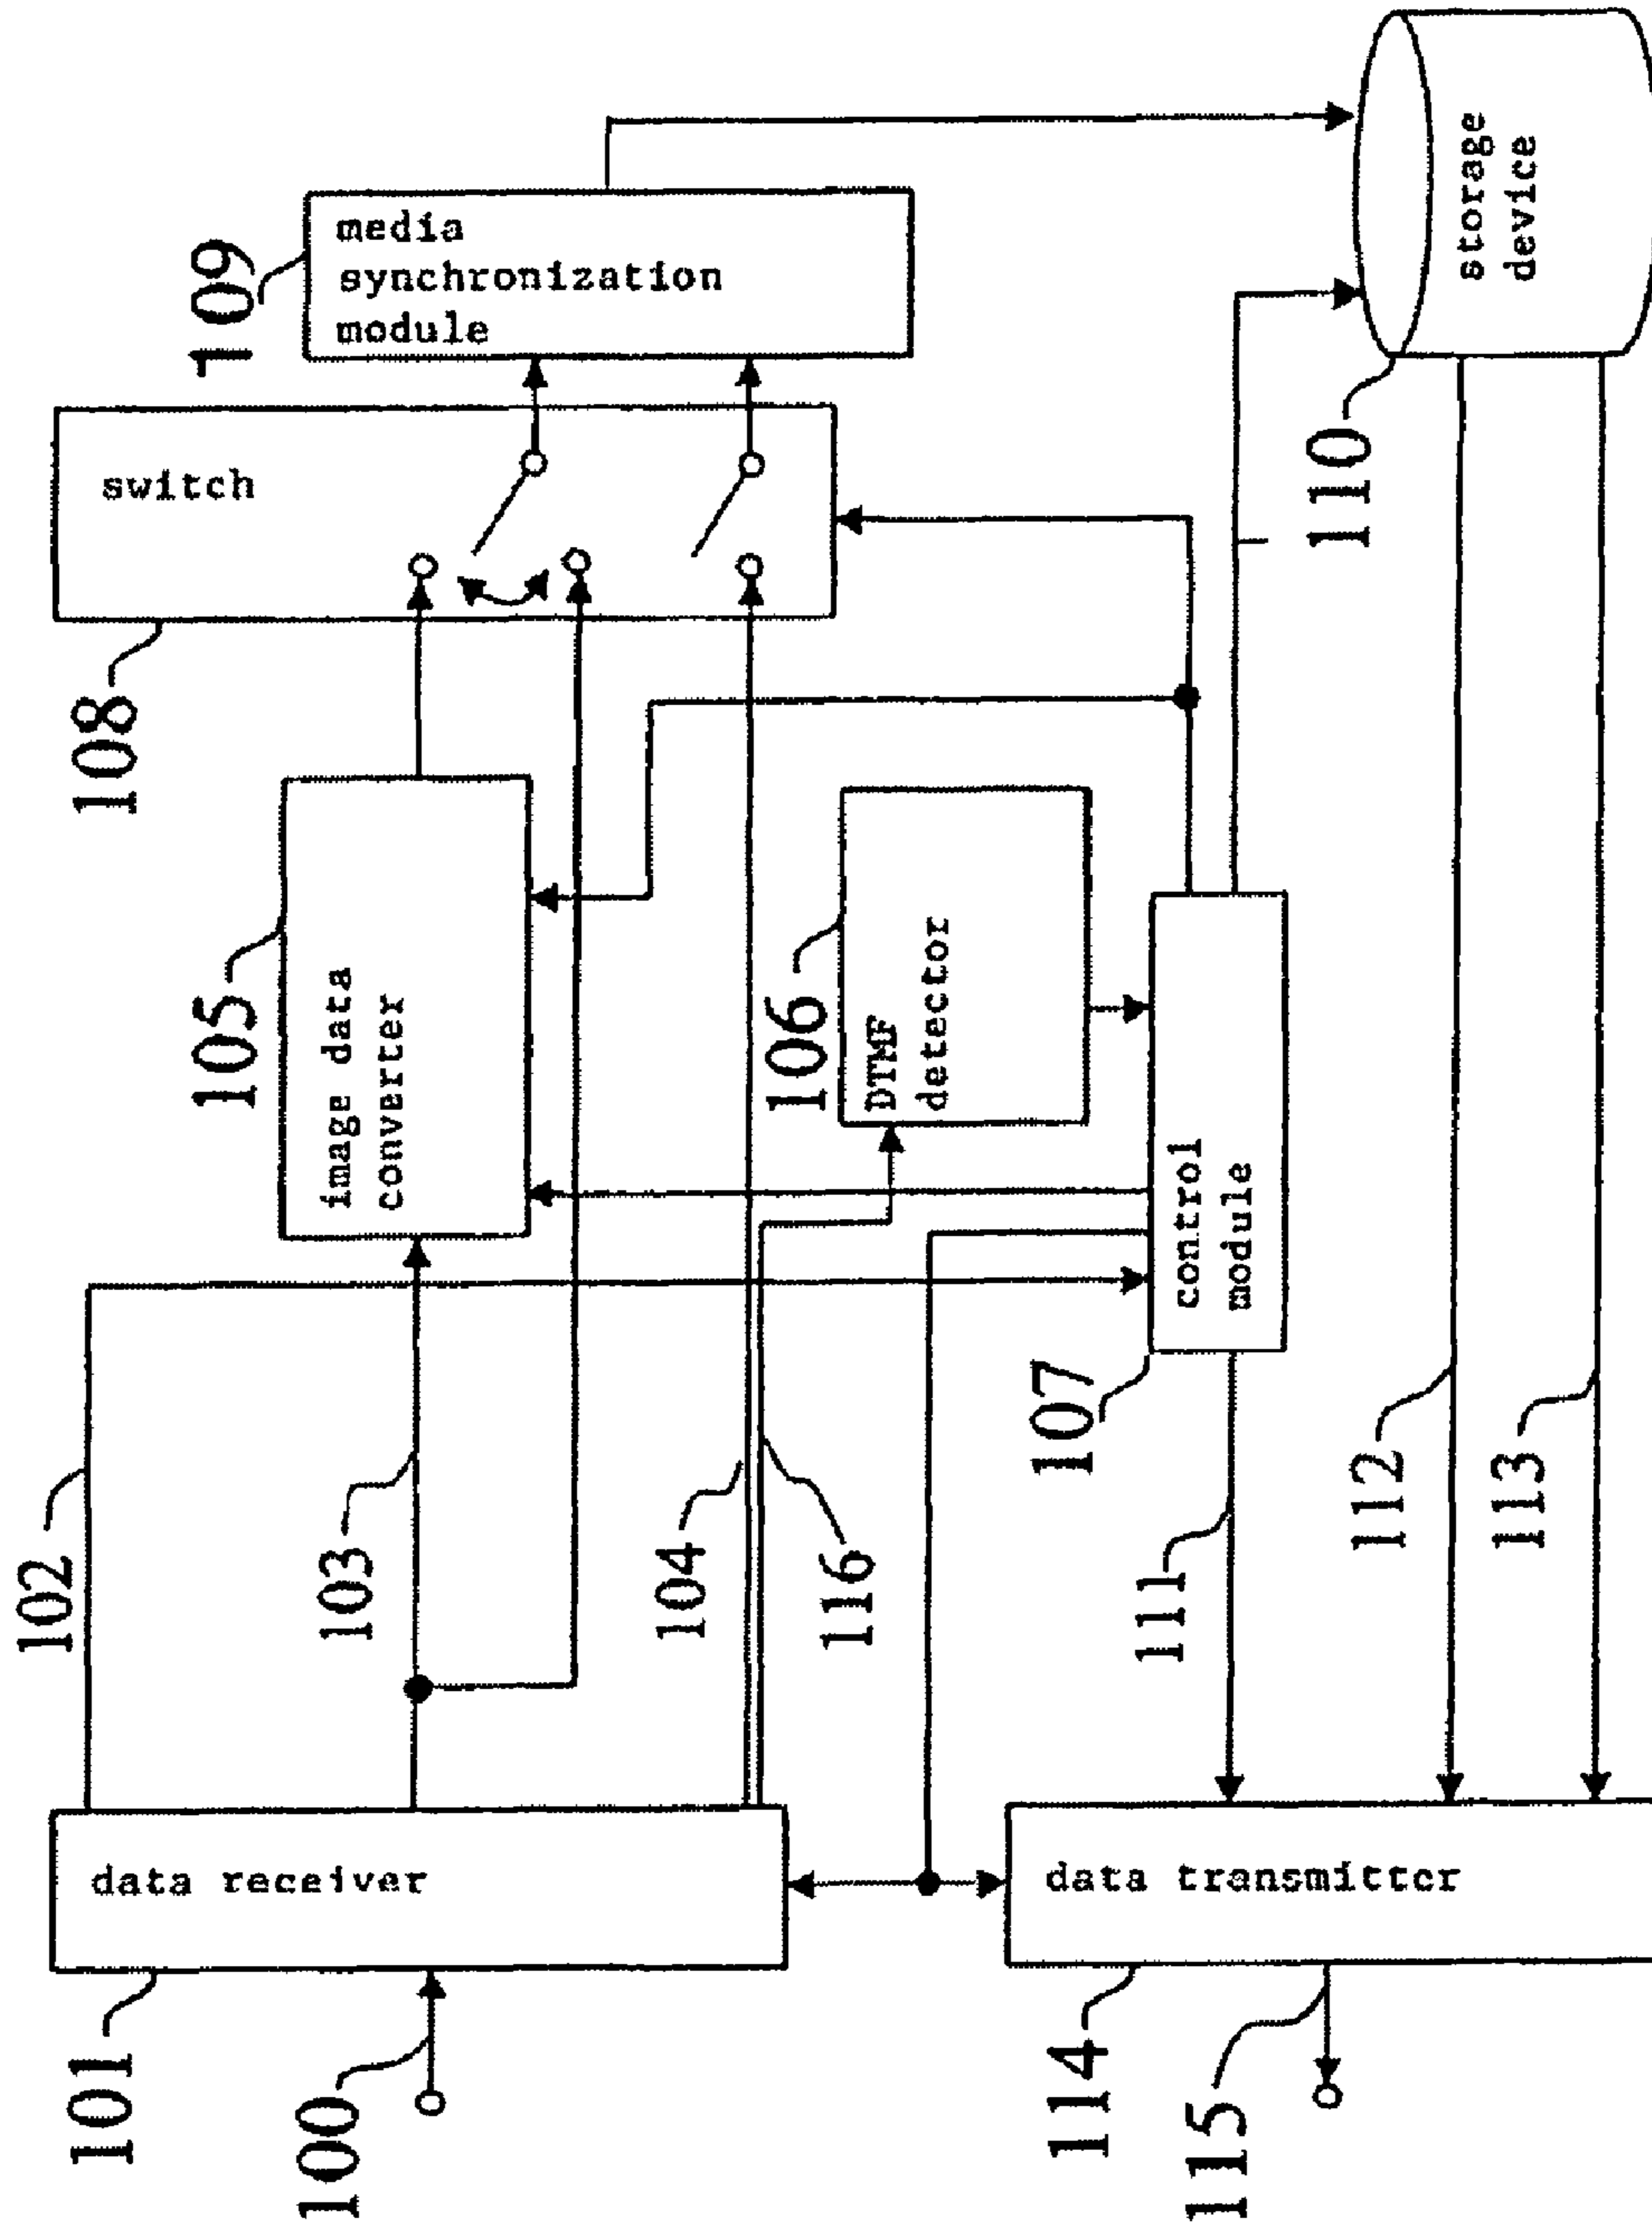 100
101
data receiver
102
103
104
116
105
image data
converter
106
DTMF
detector
107
control
module
108
switch
109
media
synchronization
module
110
storage
device
111
112
113
114
data transmitter
115